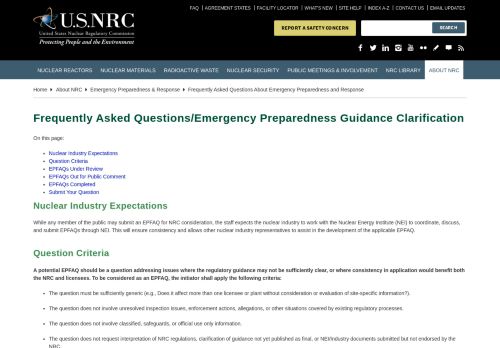 FAQ | AGREEMENT STATES | FACILITY LOCATOR | WHAT'S NEW | SITE HELP | INDEX A-Z | CONTACT US | EMAIL UPDATES
U.S.NRC
United States Nuclear Regulatory Commission
Protecting People and the Environment
REPORT A SAFETY CONCERN
SEARCH
NUCLEAR REACTORS NUCLEAR MATERIALS RADIOACTIVE WASTE NUCLEAR SECURITY PUBLIC MEETINGS & INVOLVEMENT NRC LIBRARY ABOUT NRC
Home About NRC Emergency Preparedness & Response Frequently Asked Questions About Emergency Preparedness and Response
Frequently Asked Questions/Emergency Preparedness Guidance Clarification
On this page:
Nuclear Industry Expectations
Question Criteria
EPFAQs Under Review
EPFAQs Out for Public Comment
EPFAQs Completed
Submit Your Question
Nuclear Industry Expectations
While any member of the public may submit an EPFAQ for NRC consideration, the staff expects the nuclear industry to work with the Nuclear Energy Institute (NEI) to coordinate, discuss,
and submit EPFAQs through NEI. This will ensure consistency and allows other nuclear industry representatives to assist in the development of the applicable EPFAQ.
Question Criteria
A potential EPFAQ should be a question addressing issues where the regulatory guidance may not be sufficiently clear, or where consistency in application would benefit both
the NRC and licensees. To be considered as an EPFAQ, the initiator shall apply the following criteria:
The question must be sufficiently generic (e.g., Does it affect more than one licensee or plant without consideration or evaluation of site-specific information?).
The question does not involve unresolved inspection issues, enforcement actions, allegations, or other situations covered by existing regulatory processes.
The question does not involve classified, safeguards, or official use only information.
The question does not request interpretation of NRC regulations, clarification of guidance not yet published as final, or NEI/industry documents submitted but not endorsed by the
NRC.